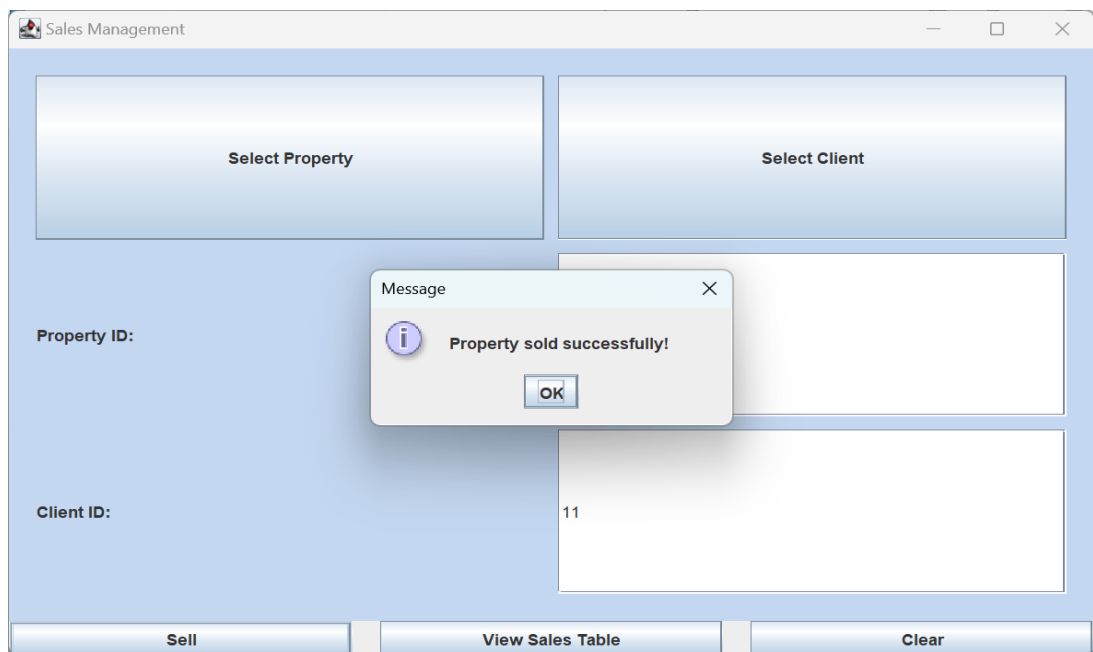 Sales Management
Select Property
Select Client
Message
Property ID:
i
Property sold successfully!
OK
Client ID:
11
Sell
View Sales Table
Clear